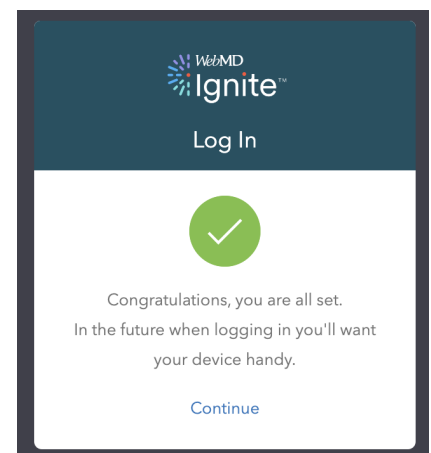 WebMD
Ignite™
Log In
Congratulations, you are all set.
In the future when logging in you'll want
your device handy.
Continue